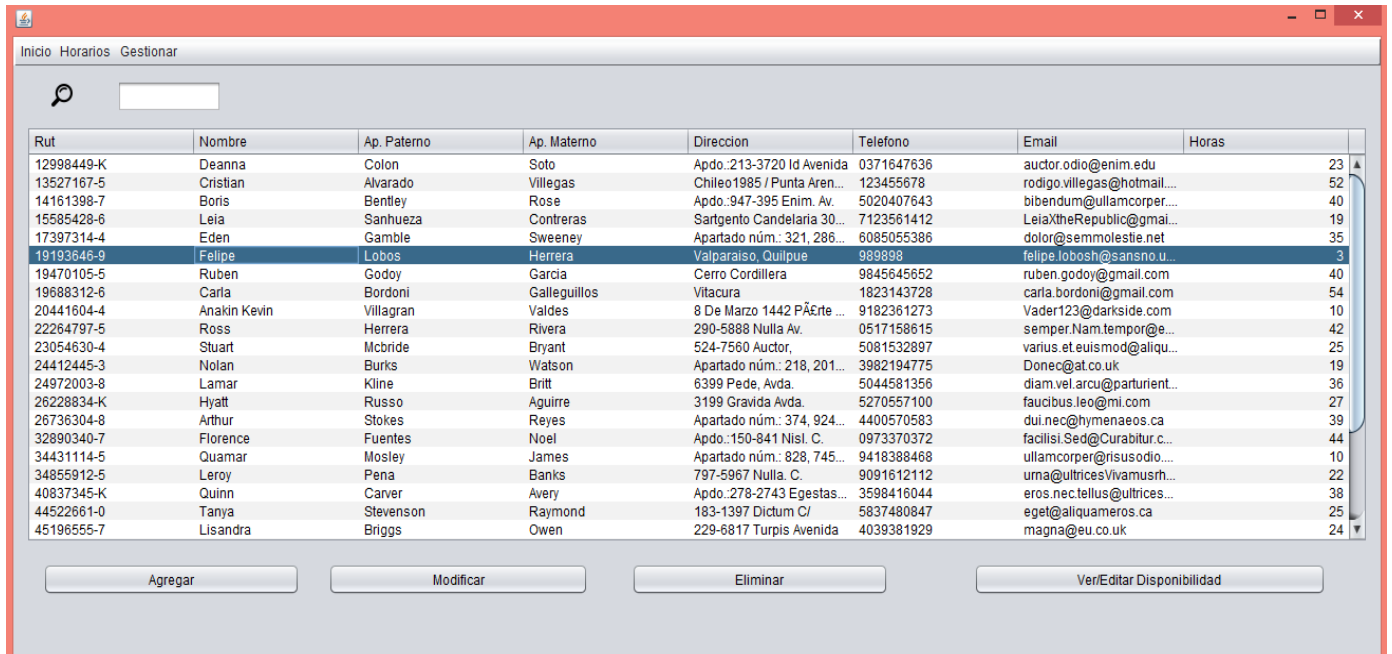 Inicio Horarios Gestionar
Rut Nombre Ap. Paterno Ap. Materno Direccion Telefono Email Horas
12998449-K Deanna Colon Soto Apdo.:213-3720 Id Avenida 0371647636 auctor.odio@enim.edu 23
13527167-5 Cristian Alvarado Villegas Chileo1985 / Punta Aren... 123455678 rodigo.villegas@hotmail.... 52
14161398-7 Boris Bentley Rose Apdo.:947-395 Enim. Av. 5020407643 bibendum@ullamcorper.... 40
15585428-6 Leia Sanhueza Contreras Sartgento Candelaria 30... 7123561412 LeiaXtheRepublic@gmai... 19
17397314-4 Eden Gamble Sweeney Apartado núm.: 321, 286... 6085055386 dolor@semmolestie.net 35
19193646-9 Felipe Lobos Herrera Valparaiso, Quilpue 989898 felipe.lobosh@sansno.u... 3
19470105-5 Ruben Godoy Garcia Cerro Cordillera 9845645652 ruben.godoy@gmail.com 40
19688312-6 Carla Bordoni Galleguillos Vitacura 1823143728 carla.bordoni@gmail.com 54
20441604-4 Anakin Kevin Villagran Valdes 8 De Marzo 1442 PÃ£rte ... 9182361273 Vader123@darkside.com 10
22264797-5 Ross Herrera Rivera 290-5888 Nulla Av. 0517158615 semper.Nam.tempor@e... 42
23054630-4 Stuart Mcbride Bryant 524-7560 Auctor, 5081532897 varius.et.euismod@aliqu... 25
24412445-3 Nolan Burks Watson Apartado núm.: 218, 201... 3982194775 Donec@at.co.uk 19
24972003-8 Lamar Kline Britt 6399 Pede, Avda. 5044581356 diam.vel.arcu@parturient... 36
26228834-K Hyatt Russo Aguirre 3199 Gravida Avda. 5270557100 faucibus.leo@mi.com 27
26736304-8 Arthur Stokes Reyes Apartado núm.: 374, 924... 4400570583 dui.nec@hymenaeos.ca 39
32890340-7 Florence Fuentes Noel Apdo.:150-841 Nisl. C. 0973370372 facilisi.Sed@Curabitur.c... 44
34431114-5 Quamar Mosley James Apartado núm.: 828, 745... 9418388468 ullamcorper@risusodio.... 10
34855912-5 Leroy Pena Banks 797-5967 Nulla. C. 9091612112 urna@ultricesVivamusrh... 22
40837345-K Quinn Carver Avery Apdo.:278-2743 Egestas... 3598416044 eros.nec.tellus@ultrices... 38
44522661-0 Tanya Stevenson Raymond 183-1397 Dictum C/ 5837480847 eget@aliquameros.ca 25
45196555-7 Lisandra Briggs Owen 229-6817 Turpis Avenida 4039381929 magna@eu.co.uk 24
Agregar Modificar Eliminar Ver/Editar Disponibilidad